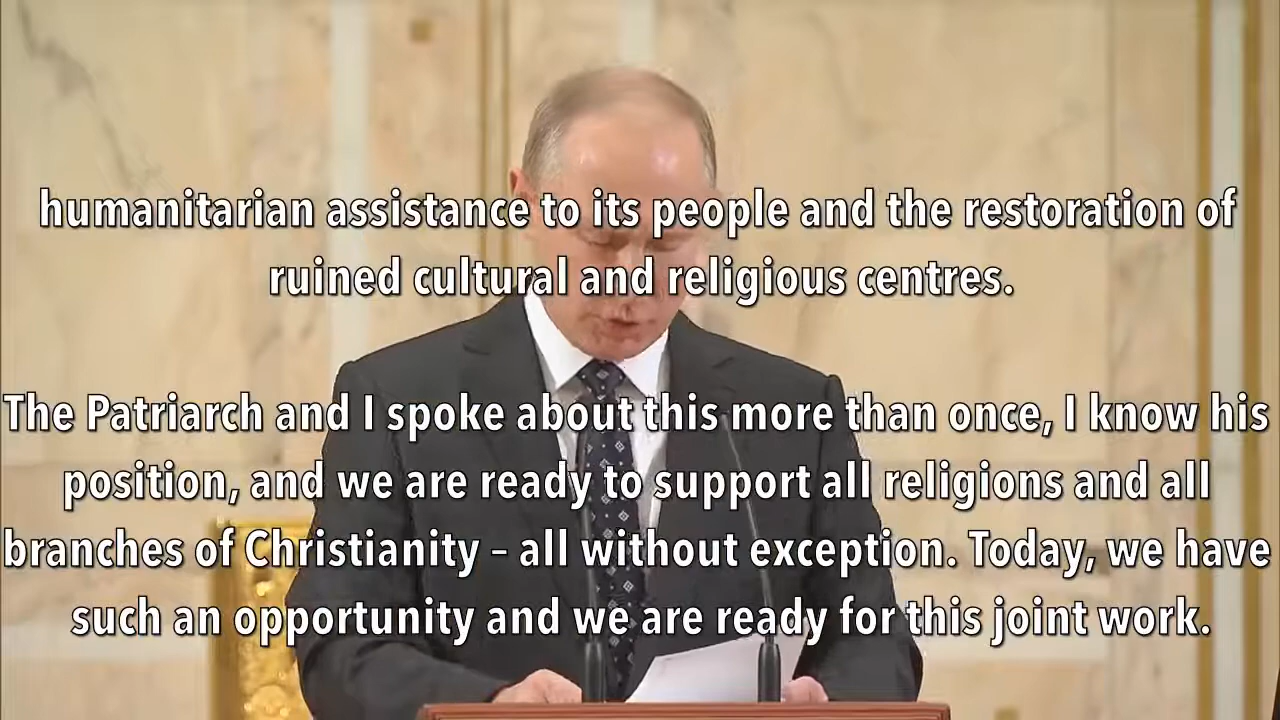 humanitarian assistance to its people and the restoration of
ruined cultural and religious centres.
The Patriarch and I spoke about this more than once, I know his
position, and we are ready to support all religions and all
branches of Christianity – all without exception. Today, we have
such an opportunity and we are ready for this joint work.